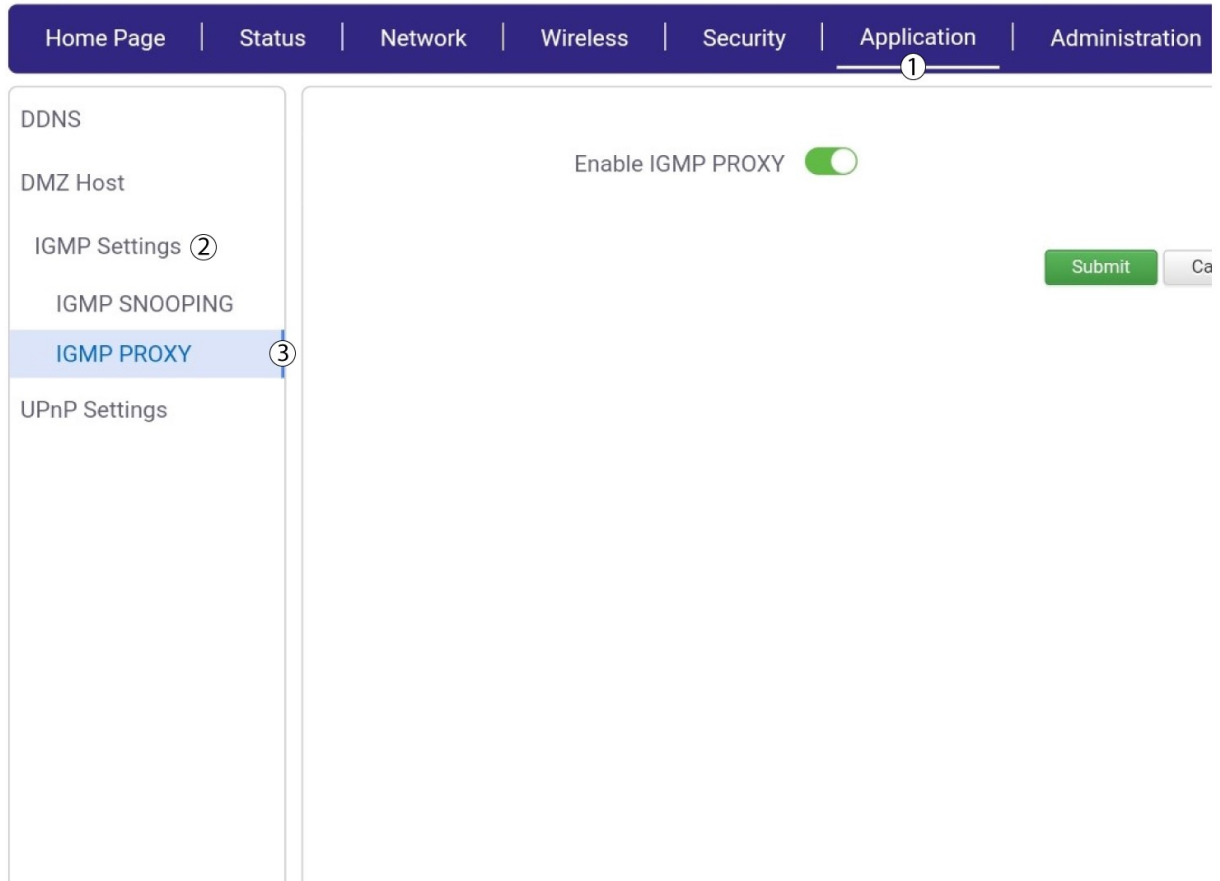 Home Page | Status | Network | Wireless | Security | Application | Administration
①
DDNS
DMZ Host
IGMP Settings ②
IGMP SNOOPING
IGMP PROXY ③
UPnP Settings
Enable IGMP PROXY
Submit Ca